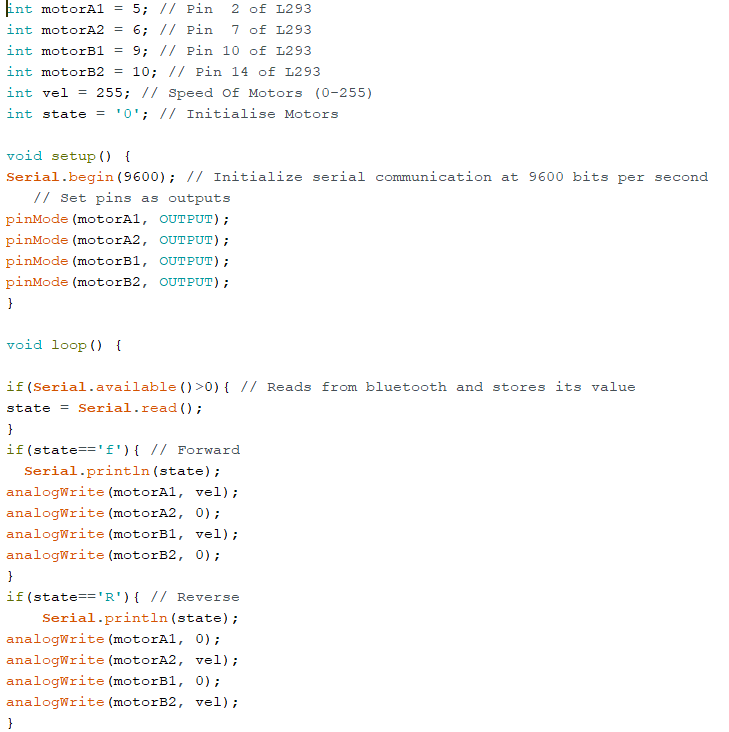 int motorA1 = 5; // Pin  2 of L293
int motorA2 = 6; // Pin  7 of L293
int motorB1 = 9; // Pin 10 of L293
int motorB2 = 10; // Pin 14 of L293
int vel = 255; // Speed Of Motors (0-255)
int state = '0'; // Initialise Motors

void setup() {
Serial.begin(9600); // Initialize serial communication at 9600 bits per second
   // Set pins as outputs
pinMode(motorA1, OUTPUT);
pinMode(motorA2, OUTPUT);
pinMode(motorB1, OUTPUT);
pinMode(motorB2, OUTPUT);
}

void loop() {

if(Serial.available()>0){ // Reads from bluetooth and stores its value
state = Serial.read();
}
if(state=='f'){ // Forward
  Serial.println(state);
analogWrite(motorA1, vel);
analogWrite(motorA2, 0);
analogWrite(motorB1, vel);
analogWrite(motorB2, 0);
}
if(state=='R'){ // Reverse
    Serial.println(state);
analogWrite(motorA1, 0);
analogWrite(motorA2, vel);
analogWrite(motorB1, 0);
analogWrite(motorB2, vel);
}